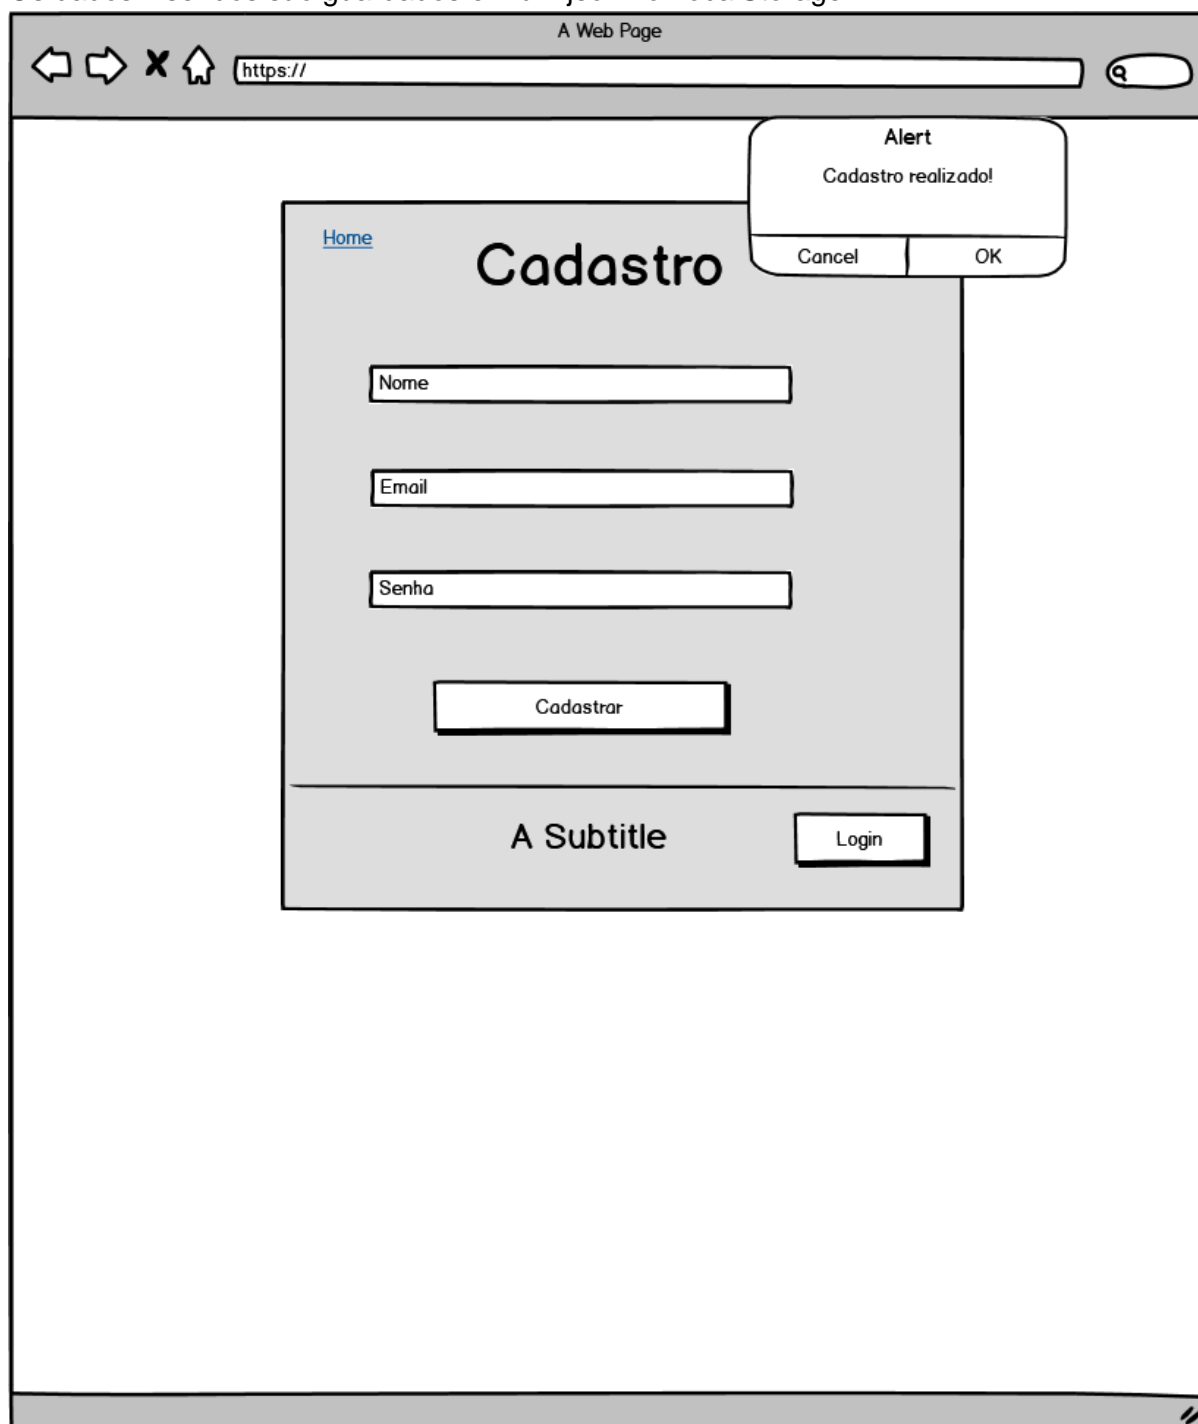 A Web Page
https://
Alert
Cadastro realizado!
Cancel
OK
Home
Cadastro
Nome
Email
Senha
Cadastrar
A Subtitle
Login